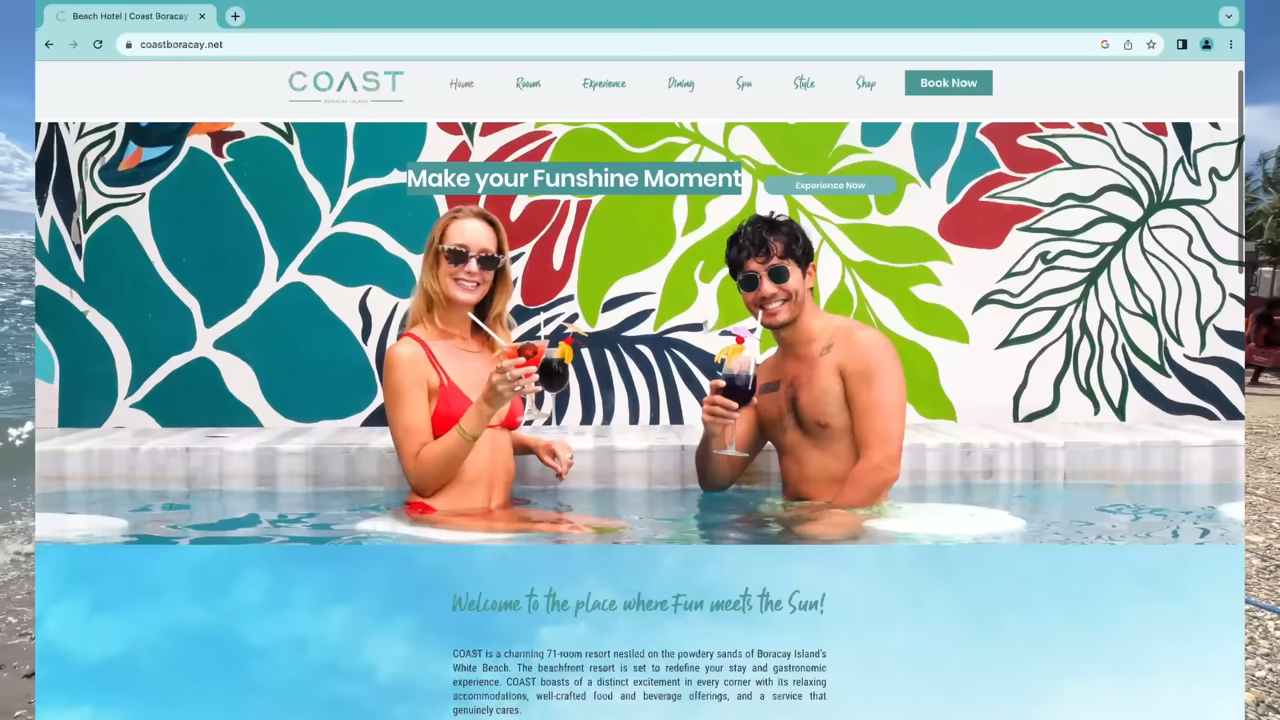 Beach Hotel | Coast Boracay
coastboracay.net
COAST
BORACAY ISLAND
Home
Rooms
Experience
Dining
Spa
Style
Shop
Book Now
Make your Funshine Moment
Experience Now
Welcome to the place where Fun meets the Sun!
COAST is a charming 71-room resort nestled on the powdery sands of Boracay Island's
White Beach. The beachfront resort is set to redefine your stay and gastronomic
experience. COAST boasts of a distinct excitement in every corner with its relaxing
accommodations, well-crafted food and beverage offerings, and a service that
genuinely cares.